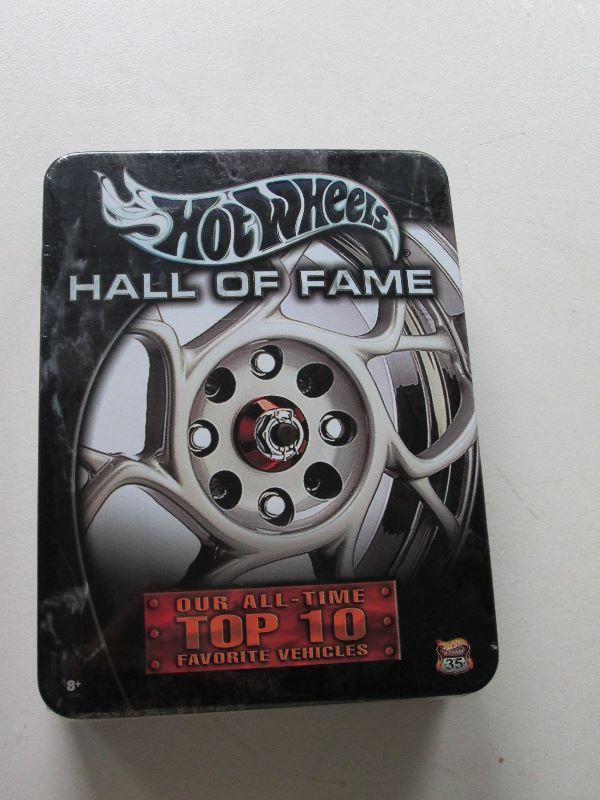 HOT WHEELS
®
HALL OF FAME
OUR ALL-TIME
TOP 10
FAVORITE VEHICLES
8+
35